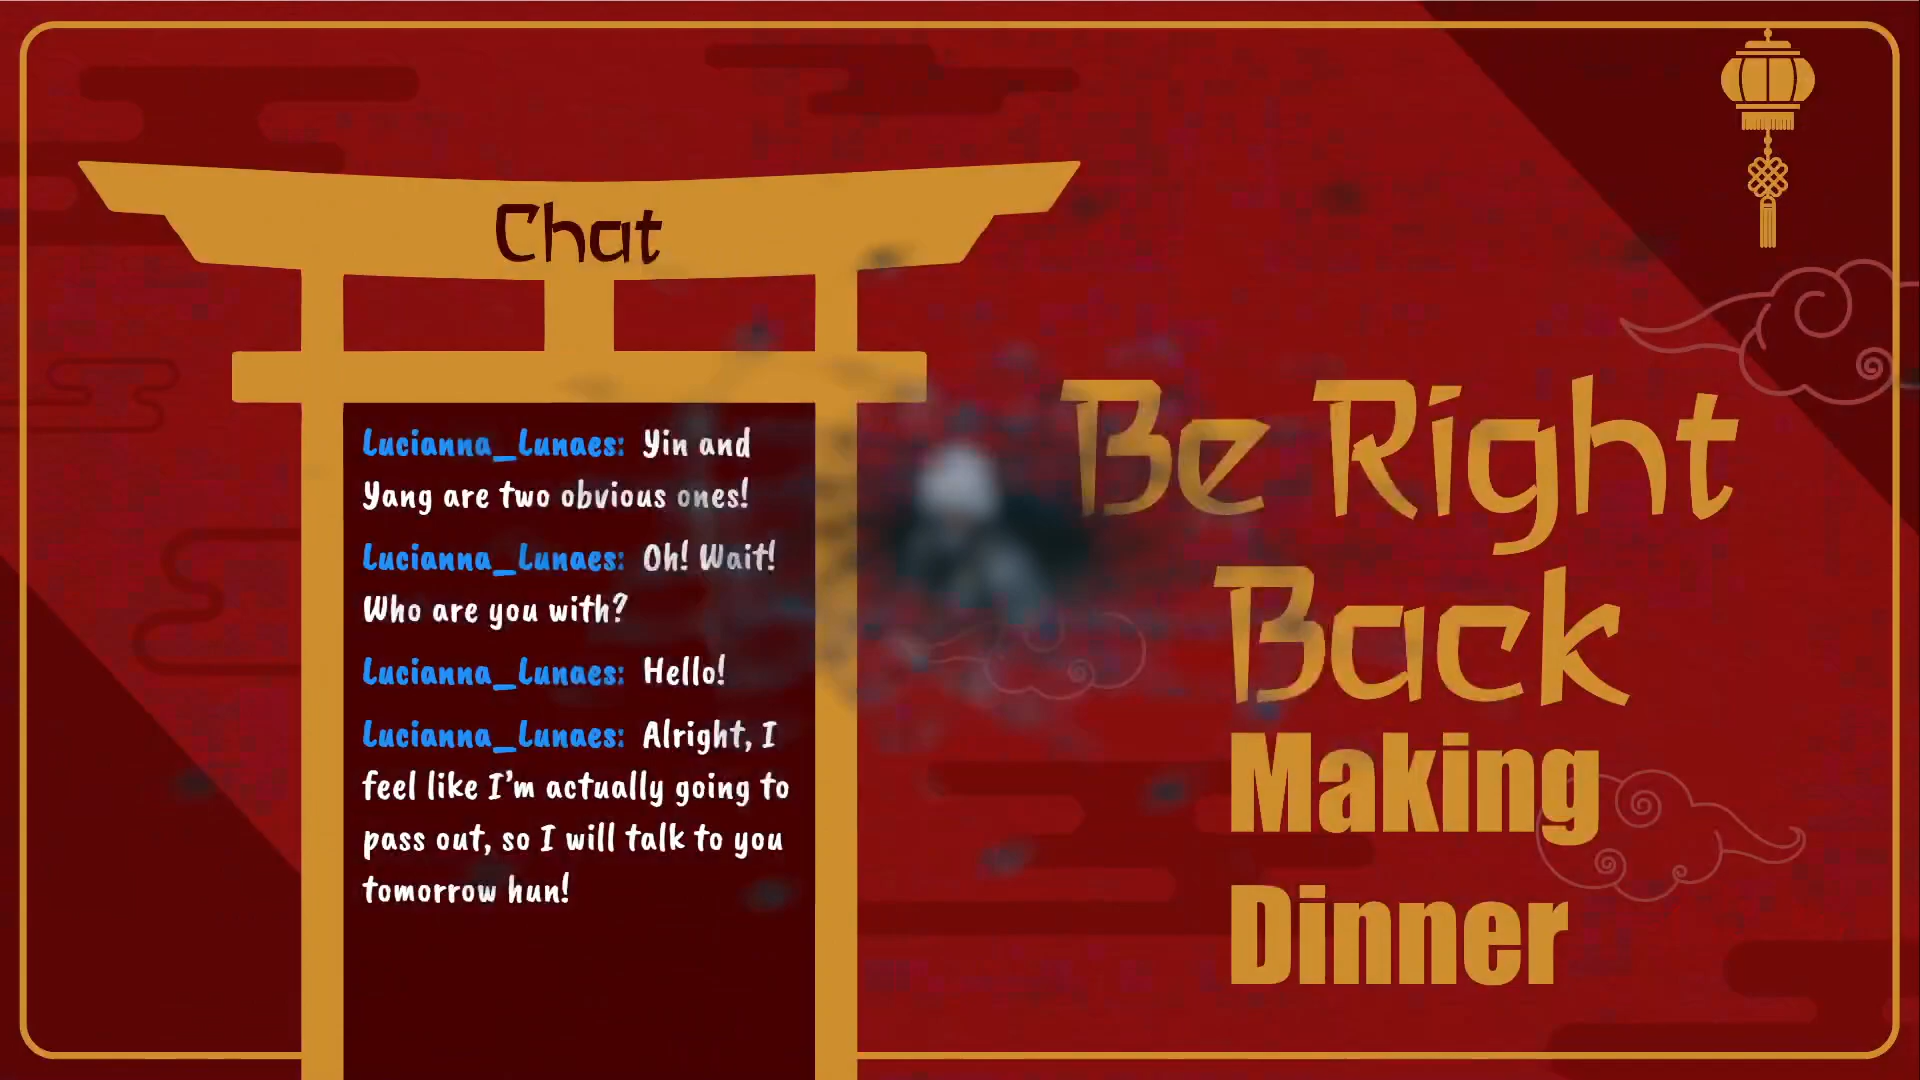 Chat
Lucianna_Lunaes: Yin and
Yang are two obvious ones!
Lucianna_Lunaes: Oh! Wait!
Who are you with?
Lucianna_Lunaes: Hello!
Lucianna_Lunaes: Alright, I
feel like I'm actually going to
pass out, so I will talk to you
tomorrow hun!
Be Right
Back
Making
Dinner